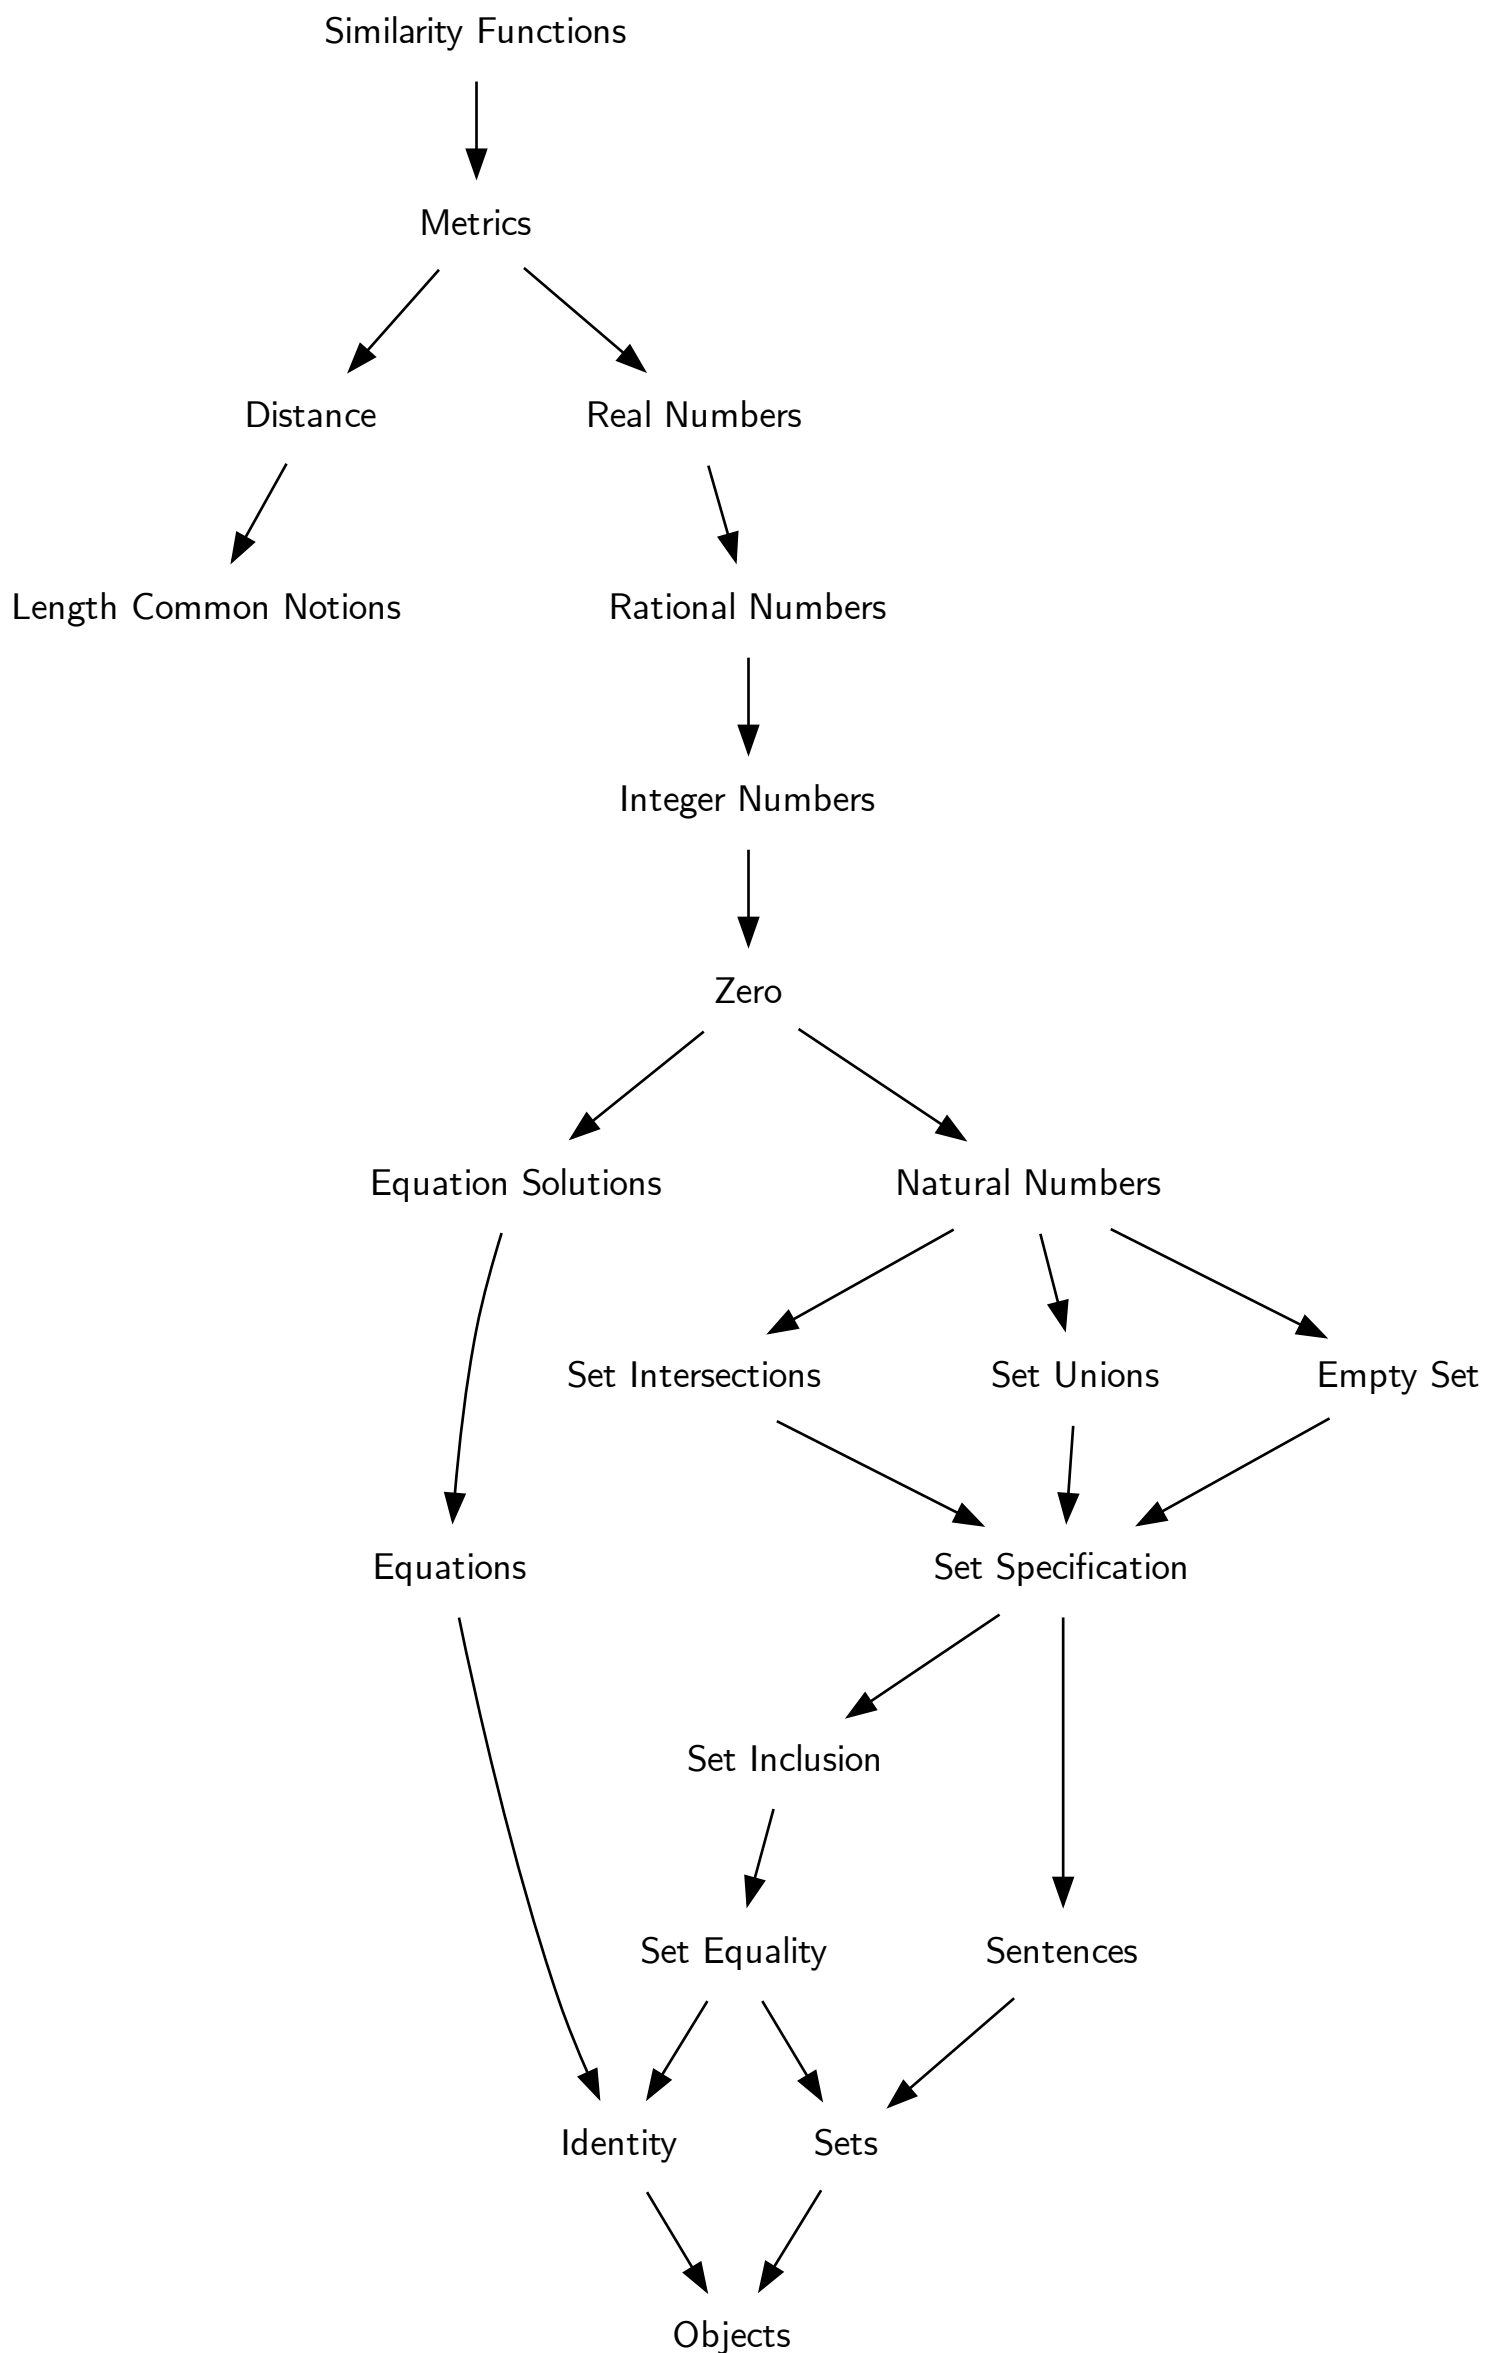 Similarity Functions
Metrics
Distance
Real Numbers
Length Common Notions
Rational Numbers
Integer Numbers
Zero
Equation Solutions
Natural Numbers
Set Intersections
Set Unions
Empty Set
Equations
Set Specification
Set Inclusion
Set Equality
Sentences
Identity
Sets
Objects